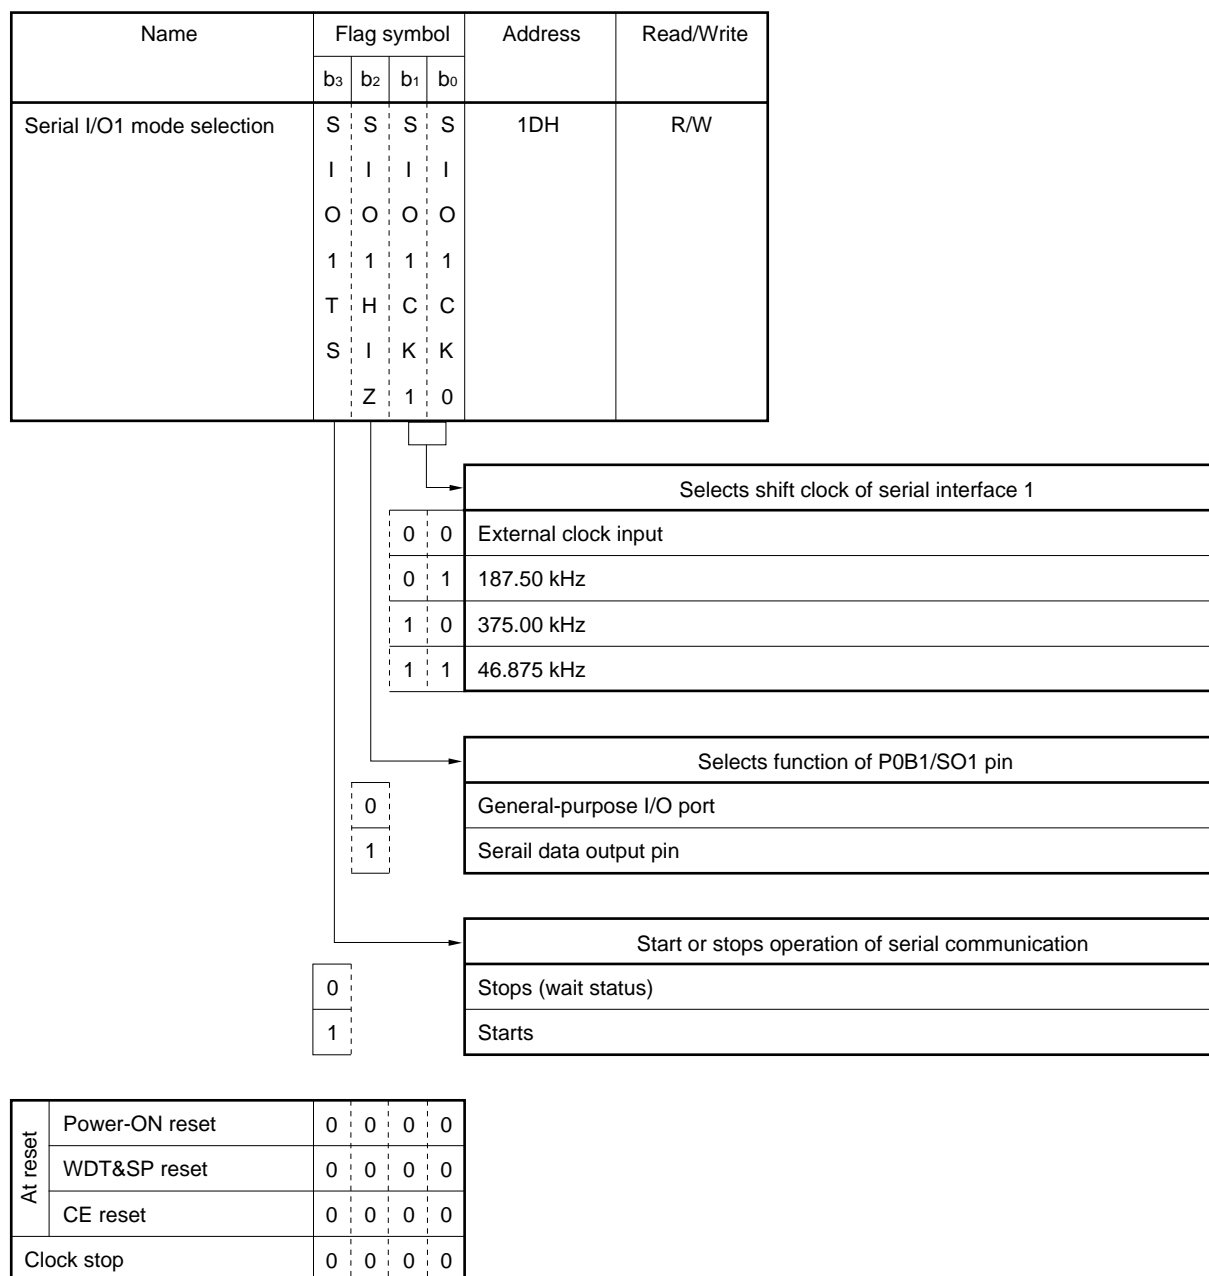 Name Flag symbol Address Read/Write
b3 b2 b1 b0
Serial I/O1 mode selection S S S S 1DH R/W
I I I I
O O O O
1 1 1 1
T H C C
S I K K
Z 1 0
Selects shift clock of serial interface 1
0 0 External clock input
0 1 187.50 kHz
1 0 375.00 kHz
1 1 46.875 kHz
Selects function of P0B1/SO1 pin
0 General-purpose I/O port
1 Serail data output pin
Start or stops operation of serial communication
0 Stops (wait status)
1 Starts
At reset
Power-ON reset 0 0 0 0
WDT&SP reset 0 0 0 0
CE reset 0 0 0 0
Clock stop 0 0 0 0